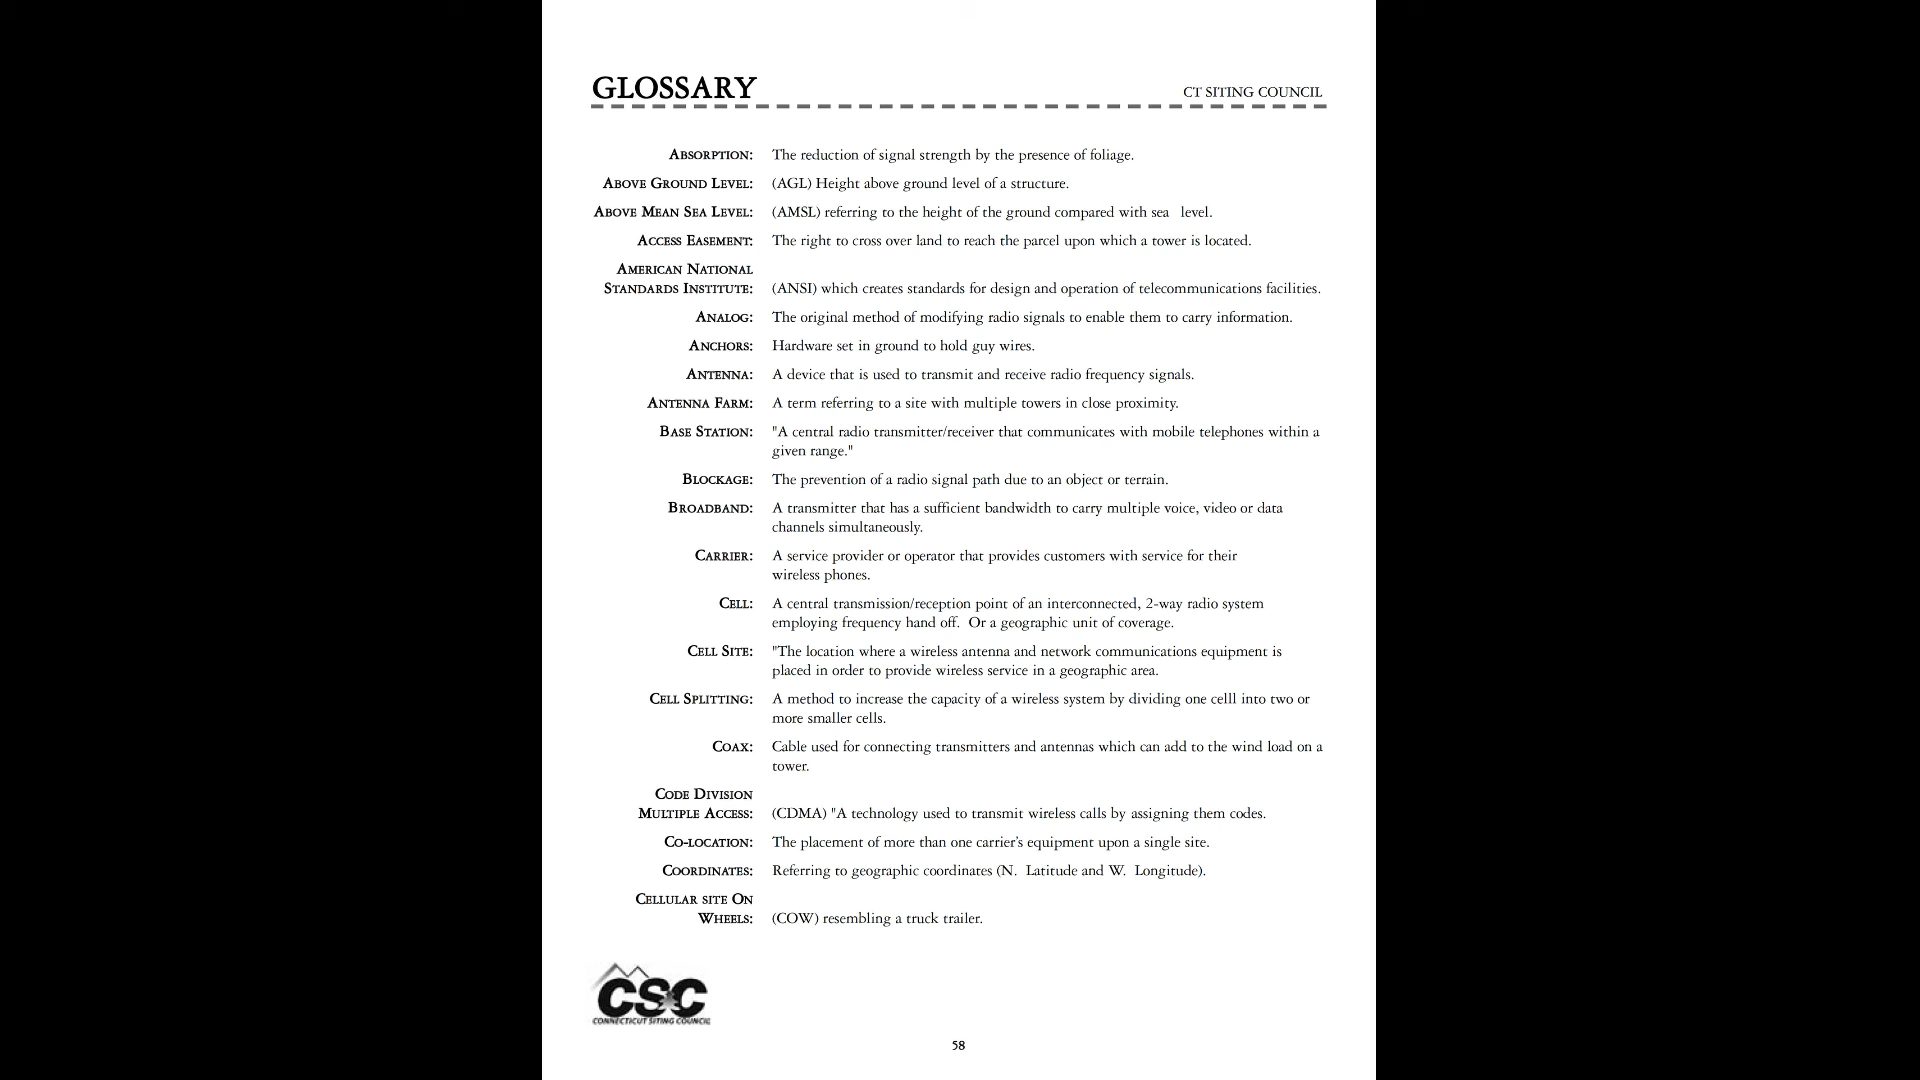 GLOSSARY
CT SITING COUNCIL
ABSORPTION: The reduction of signal strength by the presence of foliage.
ABOVE GROUND LEVEL: (AGL) Height above ground level of a structure.
ABOVE MEAN SEA LEVEL: (AMSL) referring to the height of the ground compared with sea level.
ACCESS EASEMENT: The right to cross over land to reach the parcel upon which a tower is located.
AMERICAN NATIONAL
STANDARDS INSTITUTE: (ANSI) which creates standards for design and operation of telecommunications facilities.
ANALOG: The original method of modifying radio signals to enable them to carry information.
ANCHORS: Hardware set in ground to hold guy wires.
ANTENNA: A device that is used to transmit and receive radio frequency signals.
ANTENNA FARM: A term referring to a site with multiple towers in close proximity.
BASE STATION: "A central radio transmitter/receiver that communicates with mobile telephones within a
given range."
BLOCKAGE: The prevention of a radio signal path due to an object or terrain.
BROADBAND: A transmitter that has a sufficient bandwidth to carry multiple voice, video or data
channels simultaneously.
CARRIER: A service provider or operator that provides customers with service for their
wireless phones.
CELL: A central transmission/reception point of an interconnected, 2-way radio system
employing frequency hand off. Or a geographic unit of coverage.
CELL SITE: "The location where a wireless antenna and network communications equipment is
placed in order to provide wireless service in a geographic area.
CELL SPLITTING: A method to increase the capacity of a wireless system by dividing one celll into two or
more smaller cells.
COAX: Cable used for connecting transmitters and antennas which can add to the wind load on a
tower.
CODE DIVISION
MULTIPLE ACCESS: (CDMA) "A technology used to transmit wireless calls by assigning them codes.
CO-LOCATION: The placement of more than one carrier's equipment upon a single site.
COORDINATES: Referring to geographic coordinates (N. Latitude and W. Longitude).
CELLULAR SITE ON
WHEELS: (COW) resembling a truck trailer.
CSC
CONNECTICUT SITING COUNCIL
58